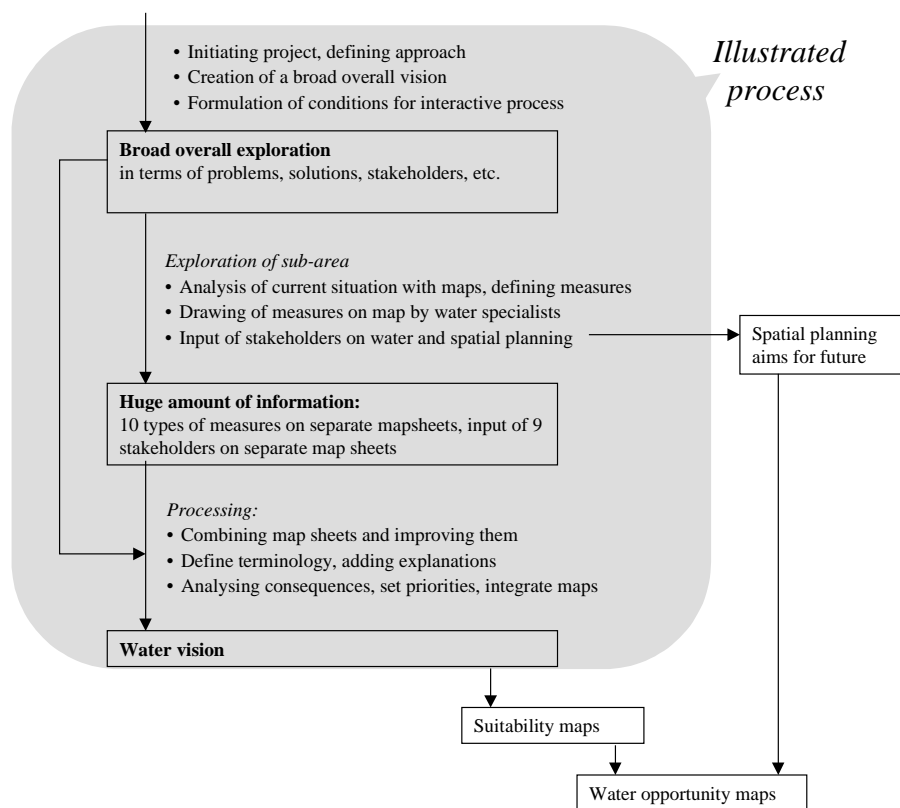 Illustrated
process
• Initiating project, defining approach
• Creation of a broad overall vision
• Formulation of conditions for interactive process
Broad overall exploration
in terms of problems, solutions, stakeholders, etc.
Exploration of sub-area
• Analysis of current situation with maps, defining measures
• Drawing of measures on map by water specialists
• Input of stakeholders on water and spatial planning
Spatial planning
aims for future
Huge amount of information:
10 types of measures on separate mapsheets, input of 9
stakeholders on separate map sheets
Processing:
• Combining map sheets and improving them
• Define terminology, adding explanations
• Analysing consequences, set priorities, integrate maps
Water vision
Suitability maps
Water opportunity maps